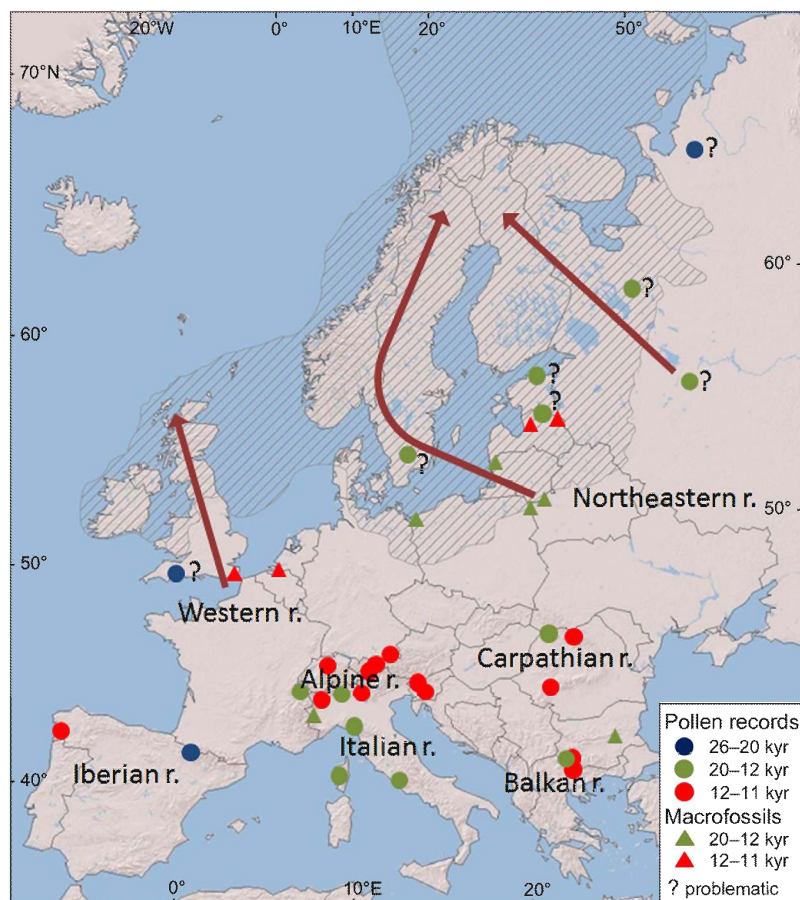 20°W 0° 10°E 20° 50°
70°N
?
60°
?
60°
?
?
?
?
Northeastern r.
50°
50°
?
Western r.
Carpathian r.
Alpine r.
Italian r.
Iberian r.
Balkan r.
40°
Pollen records
26–20 kyr
20–12 kyr
12–11 kyr
Macrofossils
20–12 kyr
12–11 kyr
? problematic
0° 10°E 20°